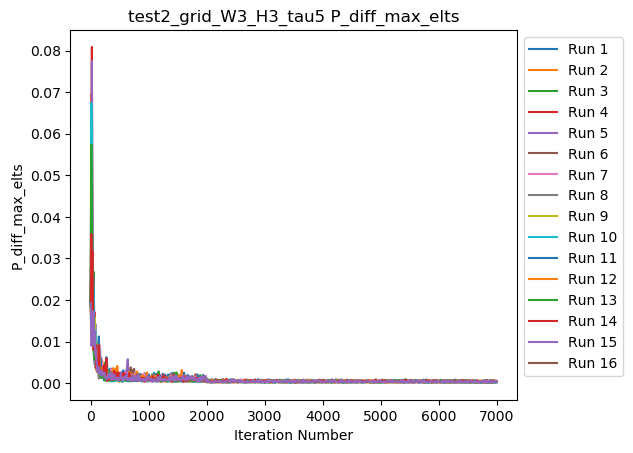 test2_grid_W3_H3_tau5 P_diff_max_elts
P_diff_max_elts
0.08
0.07
0.06
0.05
0.04
0.03
0.02
0.01
0.00
0
1000
2000
3000
4000
5000
6000
7000
Iteration Number
Run 1
Run 2
Run 3
Run 4
Run 5
Run 6
Run 7
Run 8
Run 9
Run 10
Run 11
Run 12
Run 13
Run 14
Run 15
Run 16